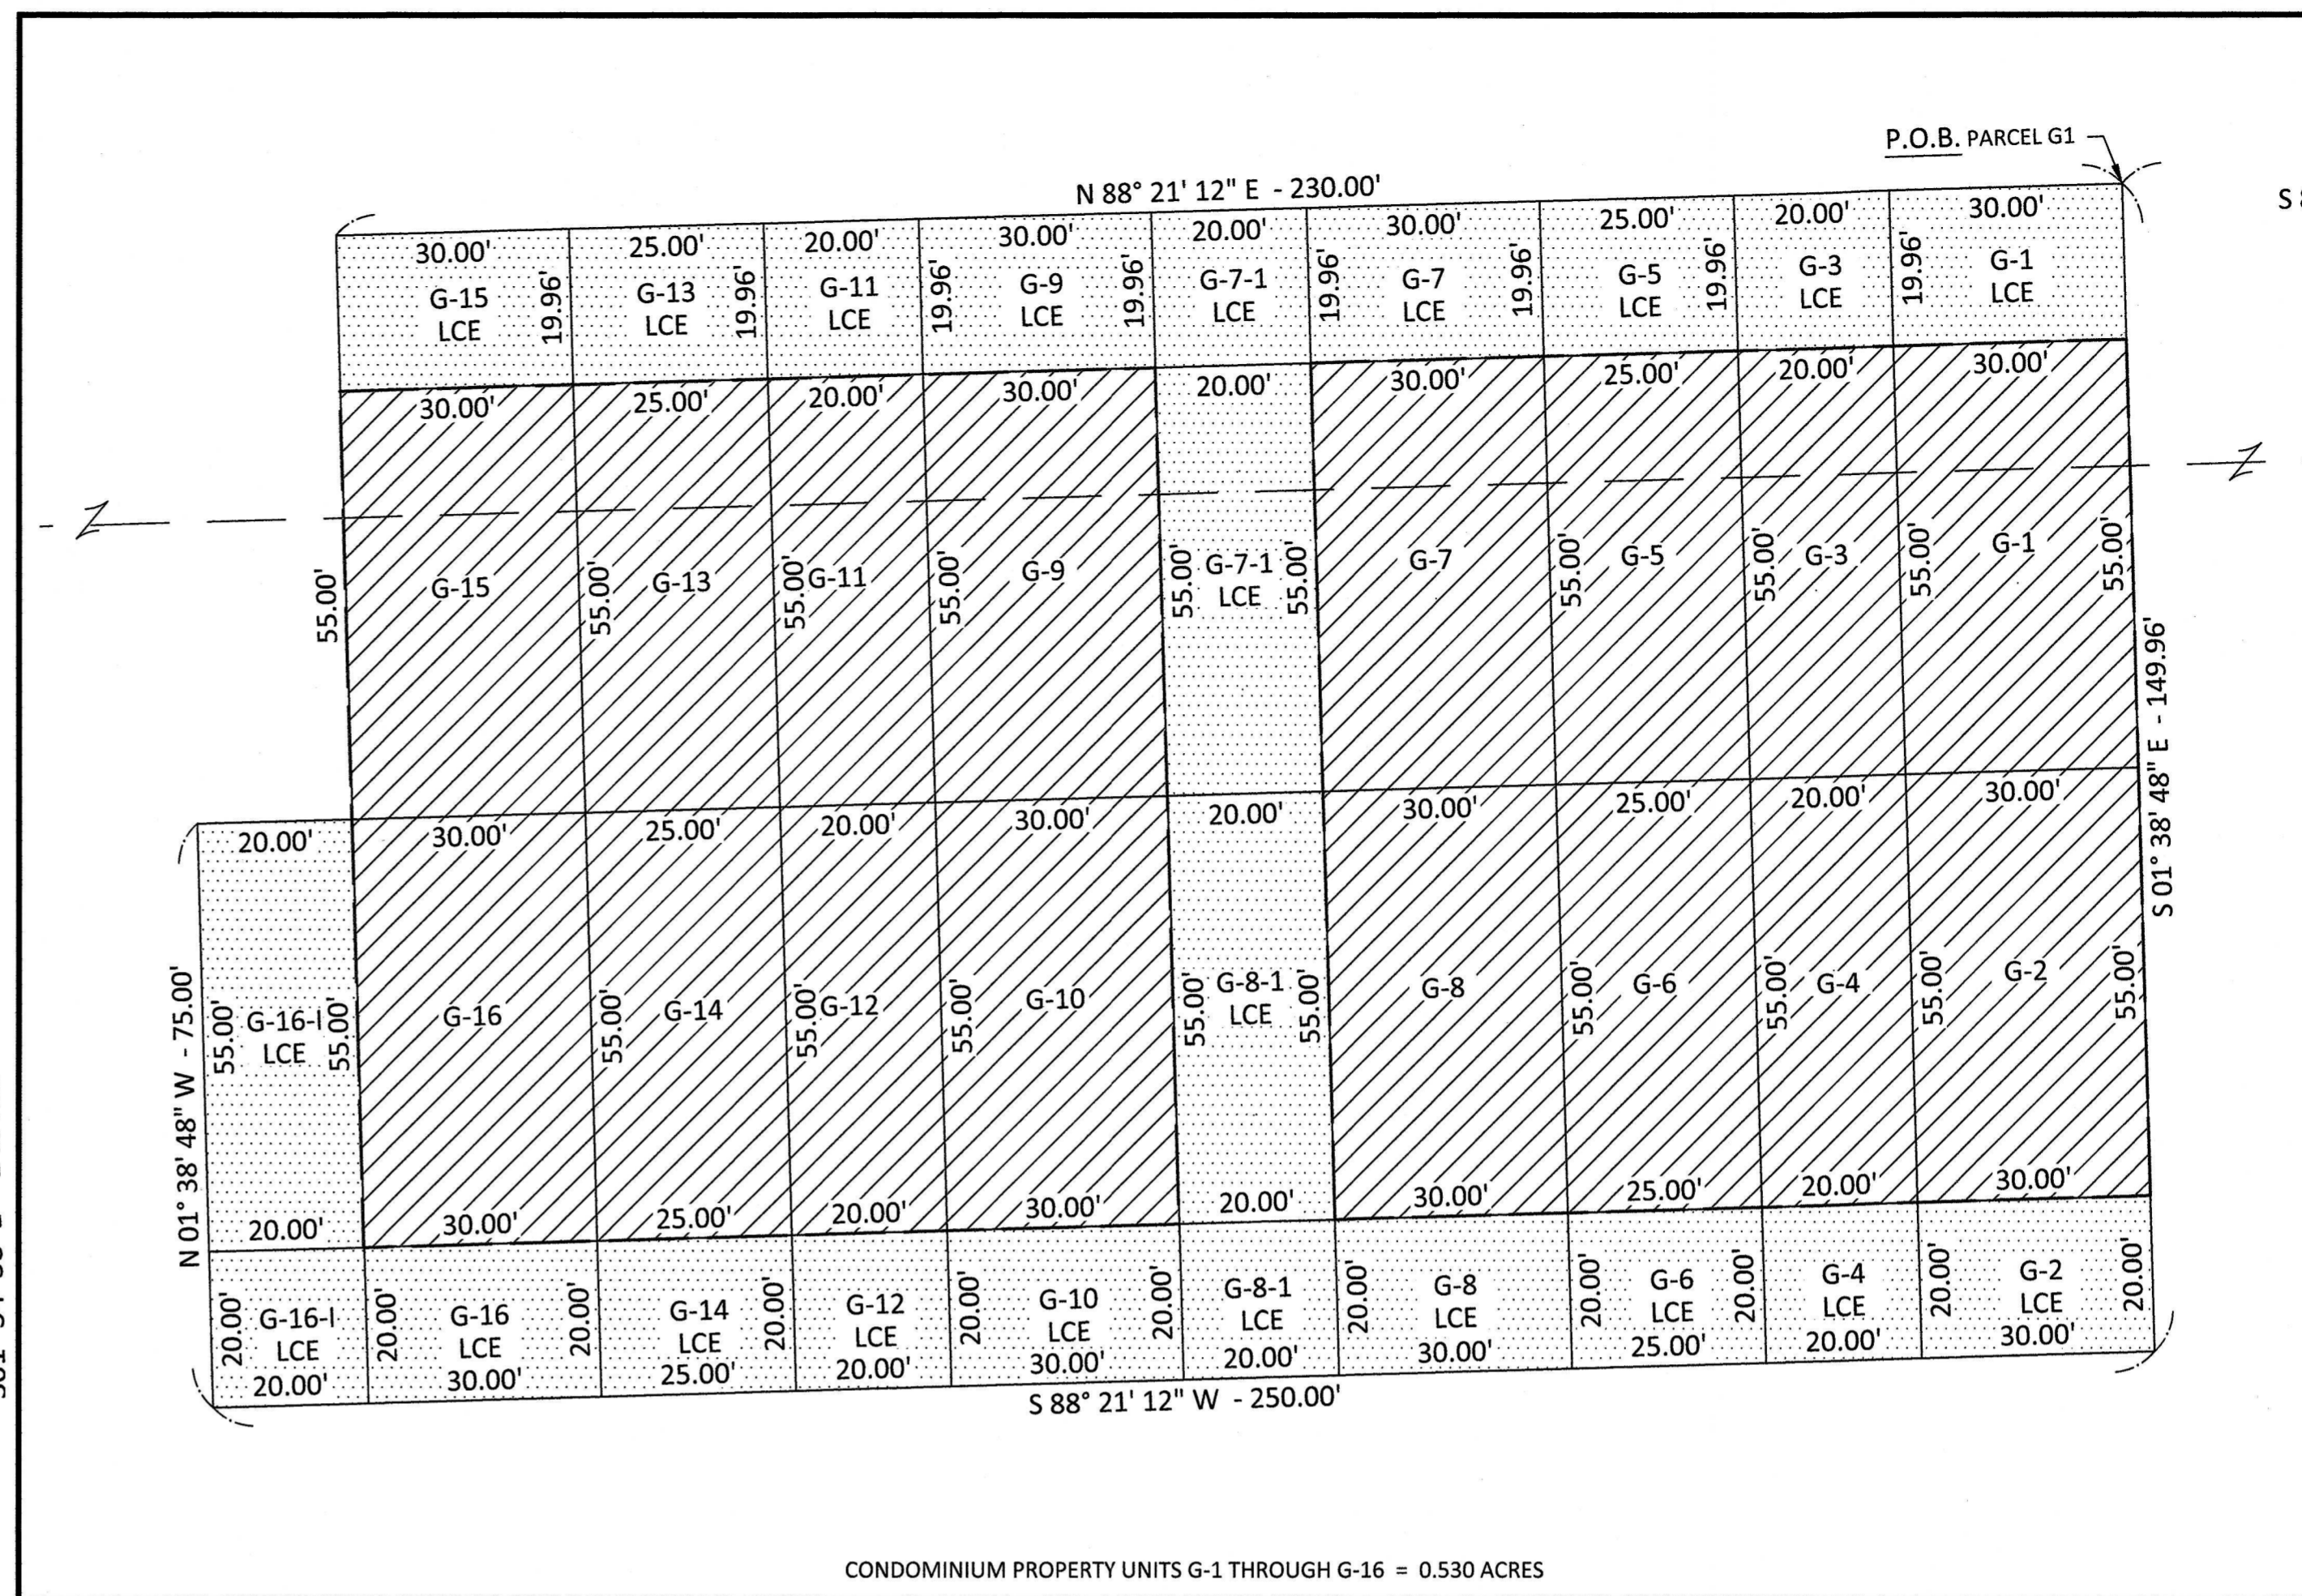 P.O.B. PARCEL G1
S 8
N 88° 21' 12" E - 230.00'
30.00' 25.00' 20.00' 30.00' 20.00' 30.00' 25.00' 20.00' 30.00'
G-15 19.96' G-13 19.96' G-11 19.96' G-9 19.96' G-7-1 19.96' G-7 19.96' G-5 19.96' G-3 19.96' G-1
LCE LCE LCE LCE LCE LCE LCE LCE LCE
30.00' 25.00' 20.00' 30.00' 20.00' 30.00' 25.00' 20.00' 30.00'
55.00' G-15 55.00' G-13 55.00' G-11 55.00' G-9 55.00' G-7-1 55.00' G-7 55.00' G-5 55.00' G-3 55.00' G-1 55.00'
LCE
S 01° 38' 48" E - 149.96'
20.00' 30.00' 25.00' 20.00' 30.00' 20.00' 30.00' 25.00' 20.00' 30.00'
N 01° 38' 48" W - 75.00'
55.00' G-16-I 55.00' G-16 55.00' G-14 55.00' G-12 55.00' G-10 55.00' G-8-1 55.00' G-8 55.00' G-6 55.00' G-4 55.00' G-2 55.00'
LCE LCE
20.00' 30.00' 25.00' 20.00' 30.00' 20.00' 30.00' 25.00' 20.00' 30.00'
20.00' G-16-I 20.00' G-16 20.00' G-14 20.00' G-12 20.00' G-10 20.00' G-8-1 20.00' G-8 20.00' G-6 20.00' G-4 20.00' G-2 20.00'
LCE LCE LCE LCE LCE LCE LCE LCE LCE LCE
20.00' 30.00' 25.00' 20.00' 30.00' 20.00' 30.00' 25.00' 20.00' 30.00'
S 88° 21' 12" W - 250.00'
CONDOMINIUM PROPERTY UNITS G-1 THROUGH G-16 = 0.530 ACRES